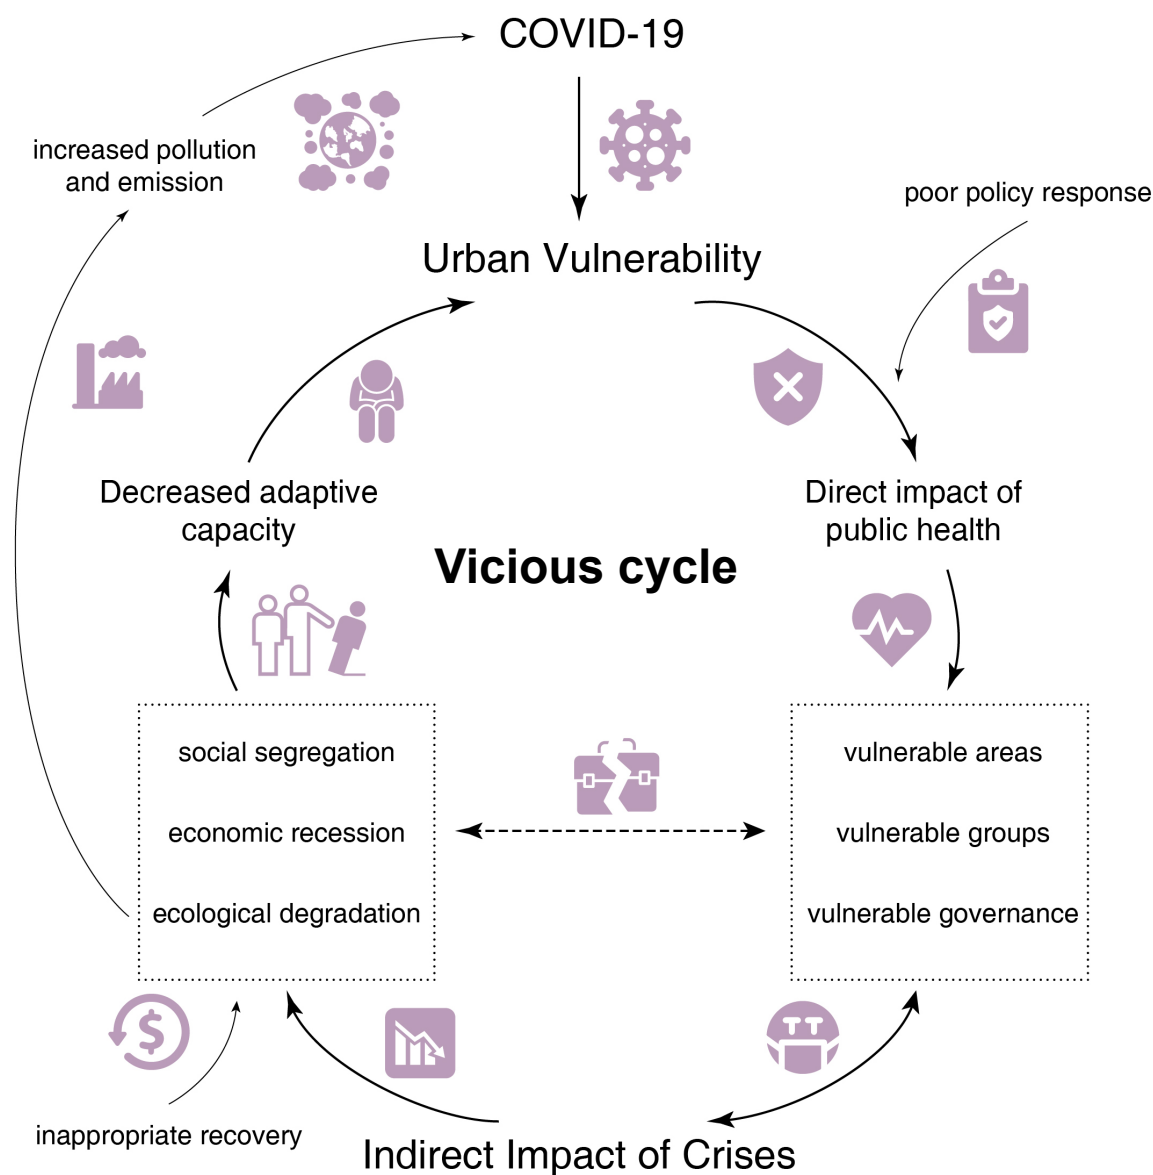 COVID-19
increased pollution
and emission
poor policy response
Urban Vulnerability
Decreased adaptive
capacity
Direct impact of
public health
Vicious cycle
social segregation
economic recession
ecological degradation
vulnerable areas
vulnerable groups
vulnerable governance
$
inappropriate recovery
Indirect Impact of Crises